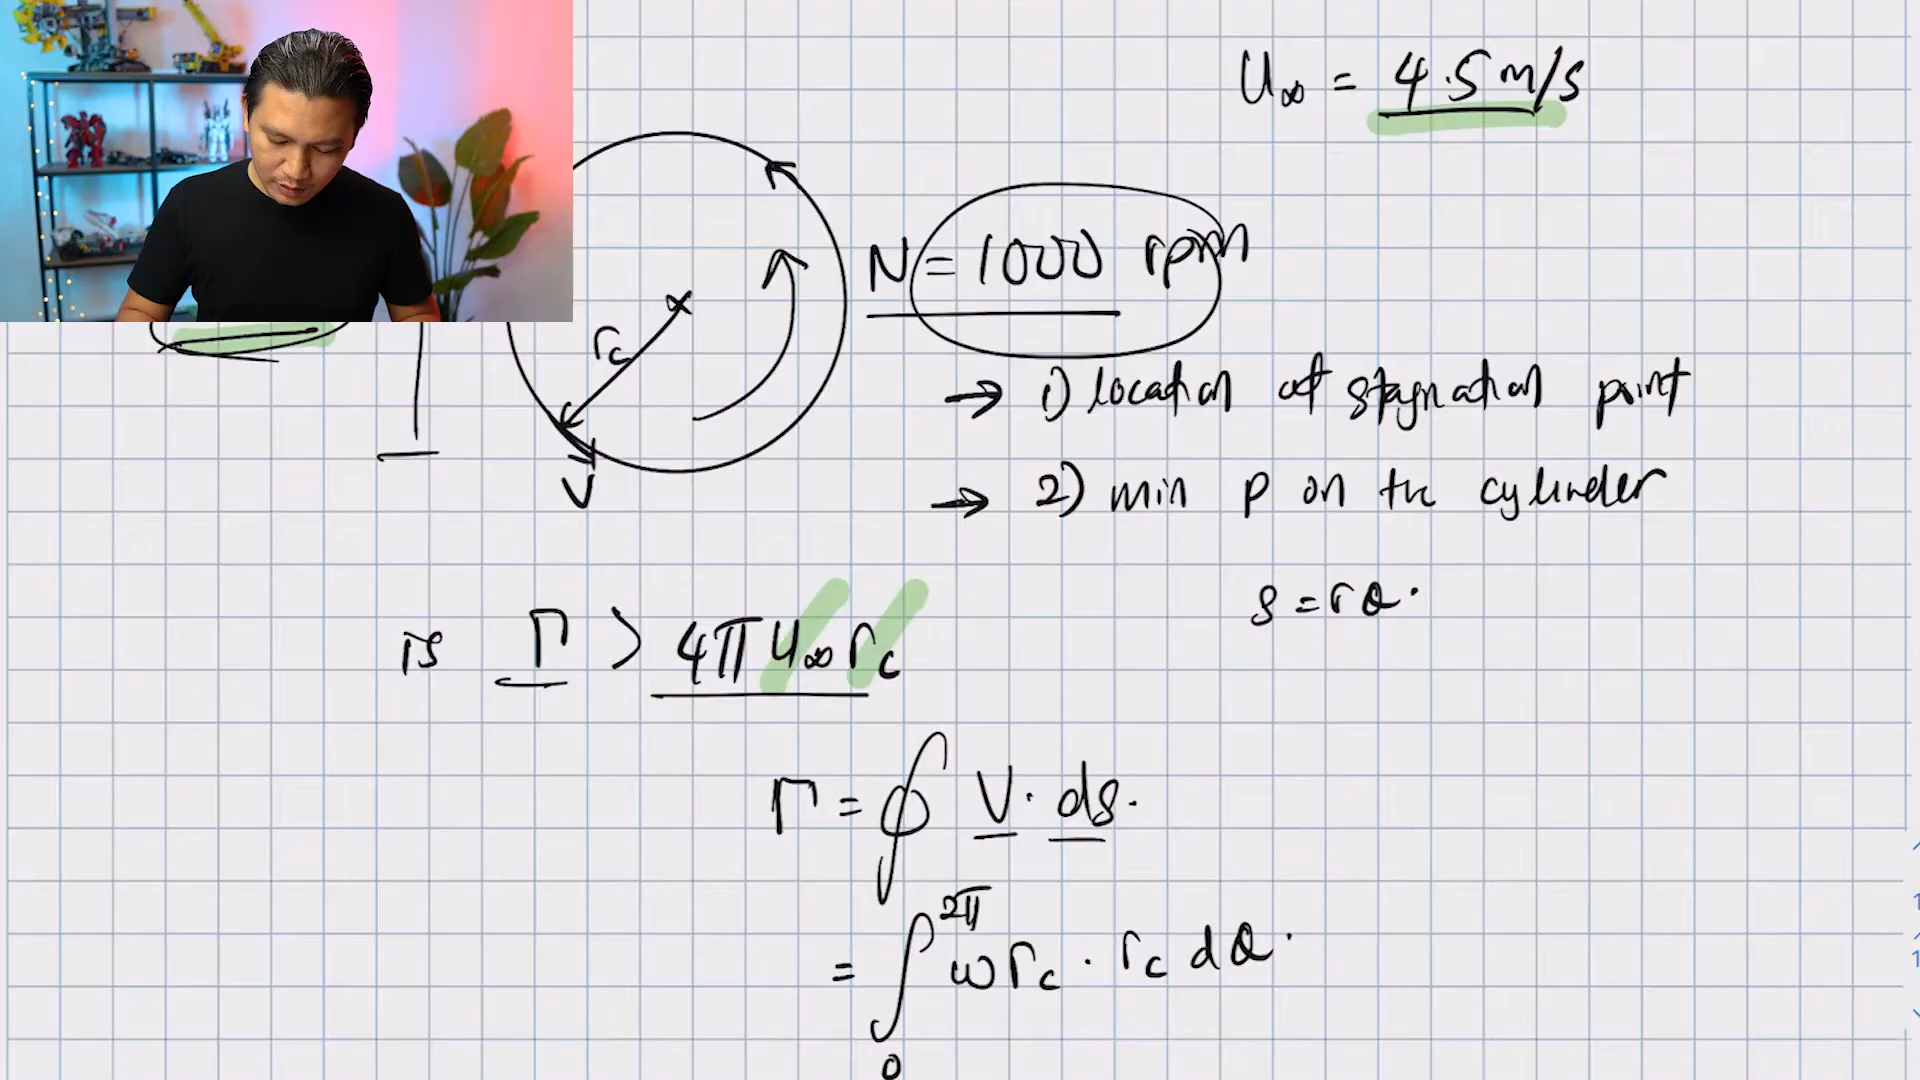 U∞ = 4.5 m/s
N = 1000 rpm
rc
V
→ 1) location of stagnation point
→ 2) min P on the cylinder
s = rθ.
is Γ > 4π U∞ rc
Γ = ∮ V · ds.
= ∫₀^2π ω rc · rc dθ.